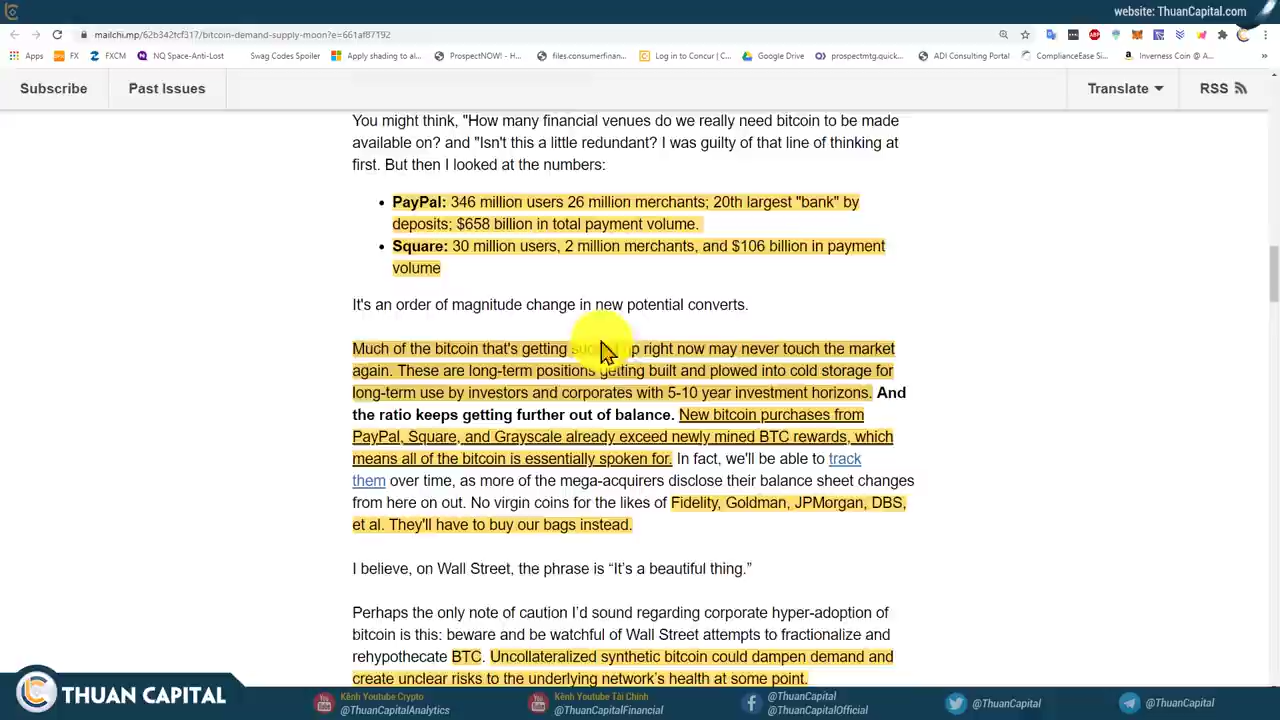 website: ThuanCapital.com
mailchi.mp/62b342fcf317/bitcoin-demand-supply-moon?e=661af87192
Apps FX FXCM NQ Space-Anti-Lost Swag Codes Spoiler Apply shading to al... ProspectNOW! - H... files.consumerfinan... Log in to Concur | C... Google Drive prospectmtg.quick... ADI Consulting Portal ComplianceEase Si... Inverness Coin @ A... »
Subscribe Past Issues Translate RSS
You might think, "How many financial venues do we really need bitcoin to be made
available on? and "Isn't this a little redundant? I was guilty of that line of thinking at
first. But then I looked at the numbers:
• PayPal: 346 million users 26 million merchants; 20th largest "bank" by
deposits; $658 billion in total payment volume.
• Square: 30 million users, 2 million merchants, and $106 billion in payment
volume
It's an order of magnitude change in new potential converts.
Much of the bitcoin that's getting up right now may never touch the market
again. These are long-term positions getting built and plowed into cold storage for
long-term use by investors and corporates with 5-10 year investment horizons. And
the ratio keeps getting further out of balance. New bitcoin purchases from
PayPal, Square, and Grayscale already exceed newly mined BTC rewards, which
means all of the bitcoin is essentially spoken for. In fact, we'll be able to track
them over time, as more of the mega-acquirers disclose their balance sheet changes
from here on out. No virgin coins for the likes of Fidelity, Goldman, JPMorgan, DBS,
et al. They'll have to buy our bags instead.
I believe, on Wall Street, the phrase is “It’s a beautiful thing.”
Perhaps the only note of caution I’d sound regarding corporate hyper-adoption of
bitcoin is this: beware and be watchful of Wall Street attempts to fractionalize and
rehypothecate BTC. Uncollateralized synthetic bitcoin could dampen demand and
create unclear risks to the underlying network’s health at some point.
THUAN CAPITAL
Kênh Youtube Crypto
@ThuanCapitalAnalytics
Kênh Youtube Tài Chính
@ThuanCapitalFinancial
@ThuanCapital
@ThuanCapitalOfficial
@ThuanCapital
@ThuanCapital